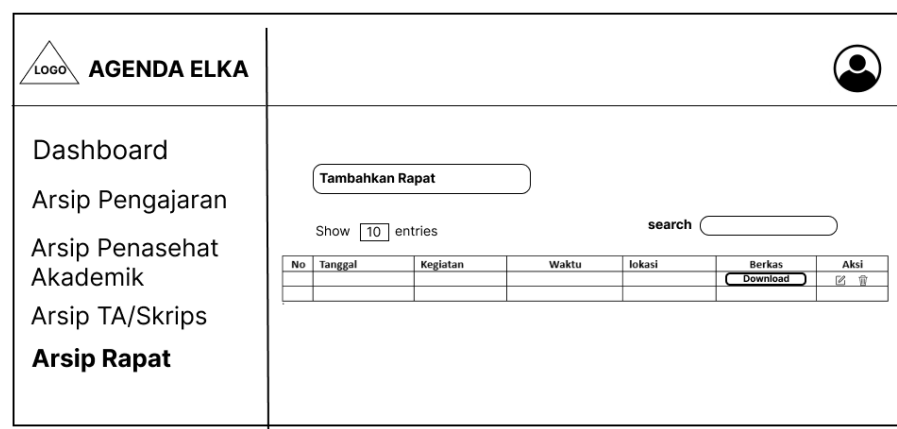 LOGO AGENDA ELKA
Dashboard
Arsip Pengajaran
Arsip Penasehat
Akademik
Arsip TA/Skrips
Arsip Rapat
Tambahkan Rapat
Show 10 entries
search
No Tanggal Kegiatan Waktu lokasi Berkas Aksi
Download